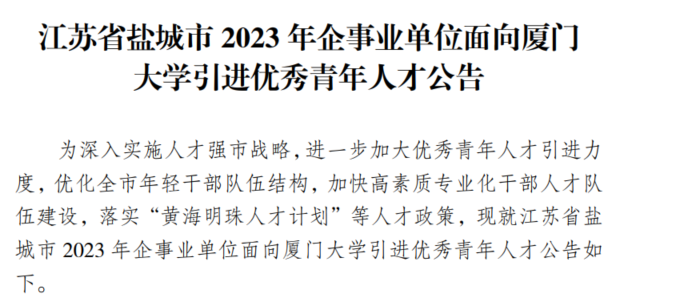 江苏省盐城市 2023 年企事业单位面向厦门
大学引进优秀青年人才公告
为深入实施人才强市战略，进一步加大优秀青年人才引进力
度，优化全市年轻干部队伍结构，加快高素质专业化干部人才队
伍建设，落实“黄海明珠人才计划”等人才政策，现就江苏省盐
城市 2023 年企事业单位面向厦门大学引进优秀青年人才公告如
下。